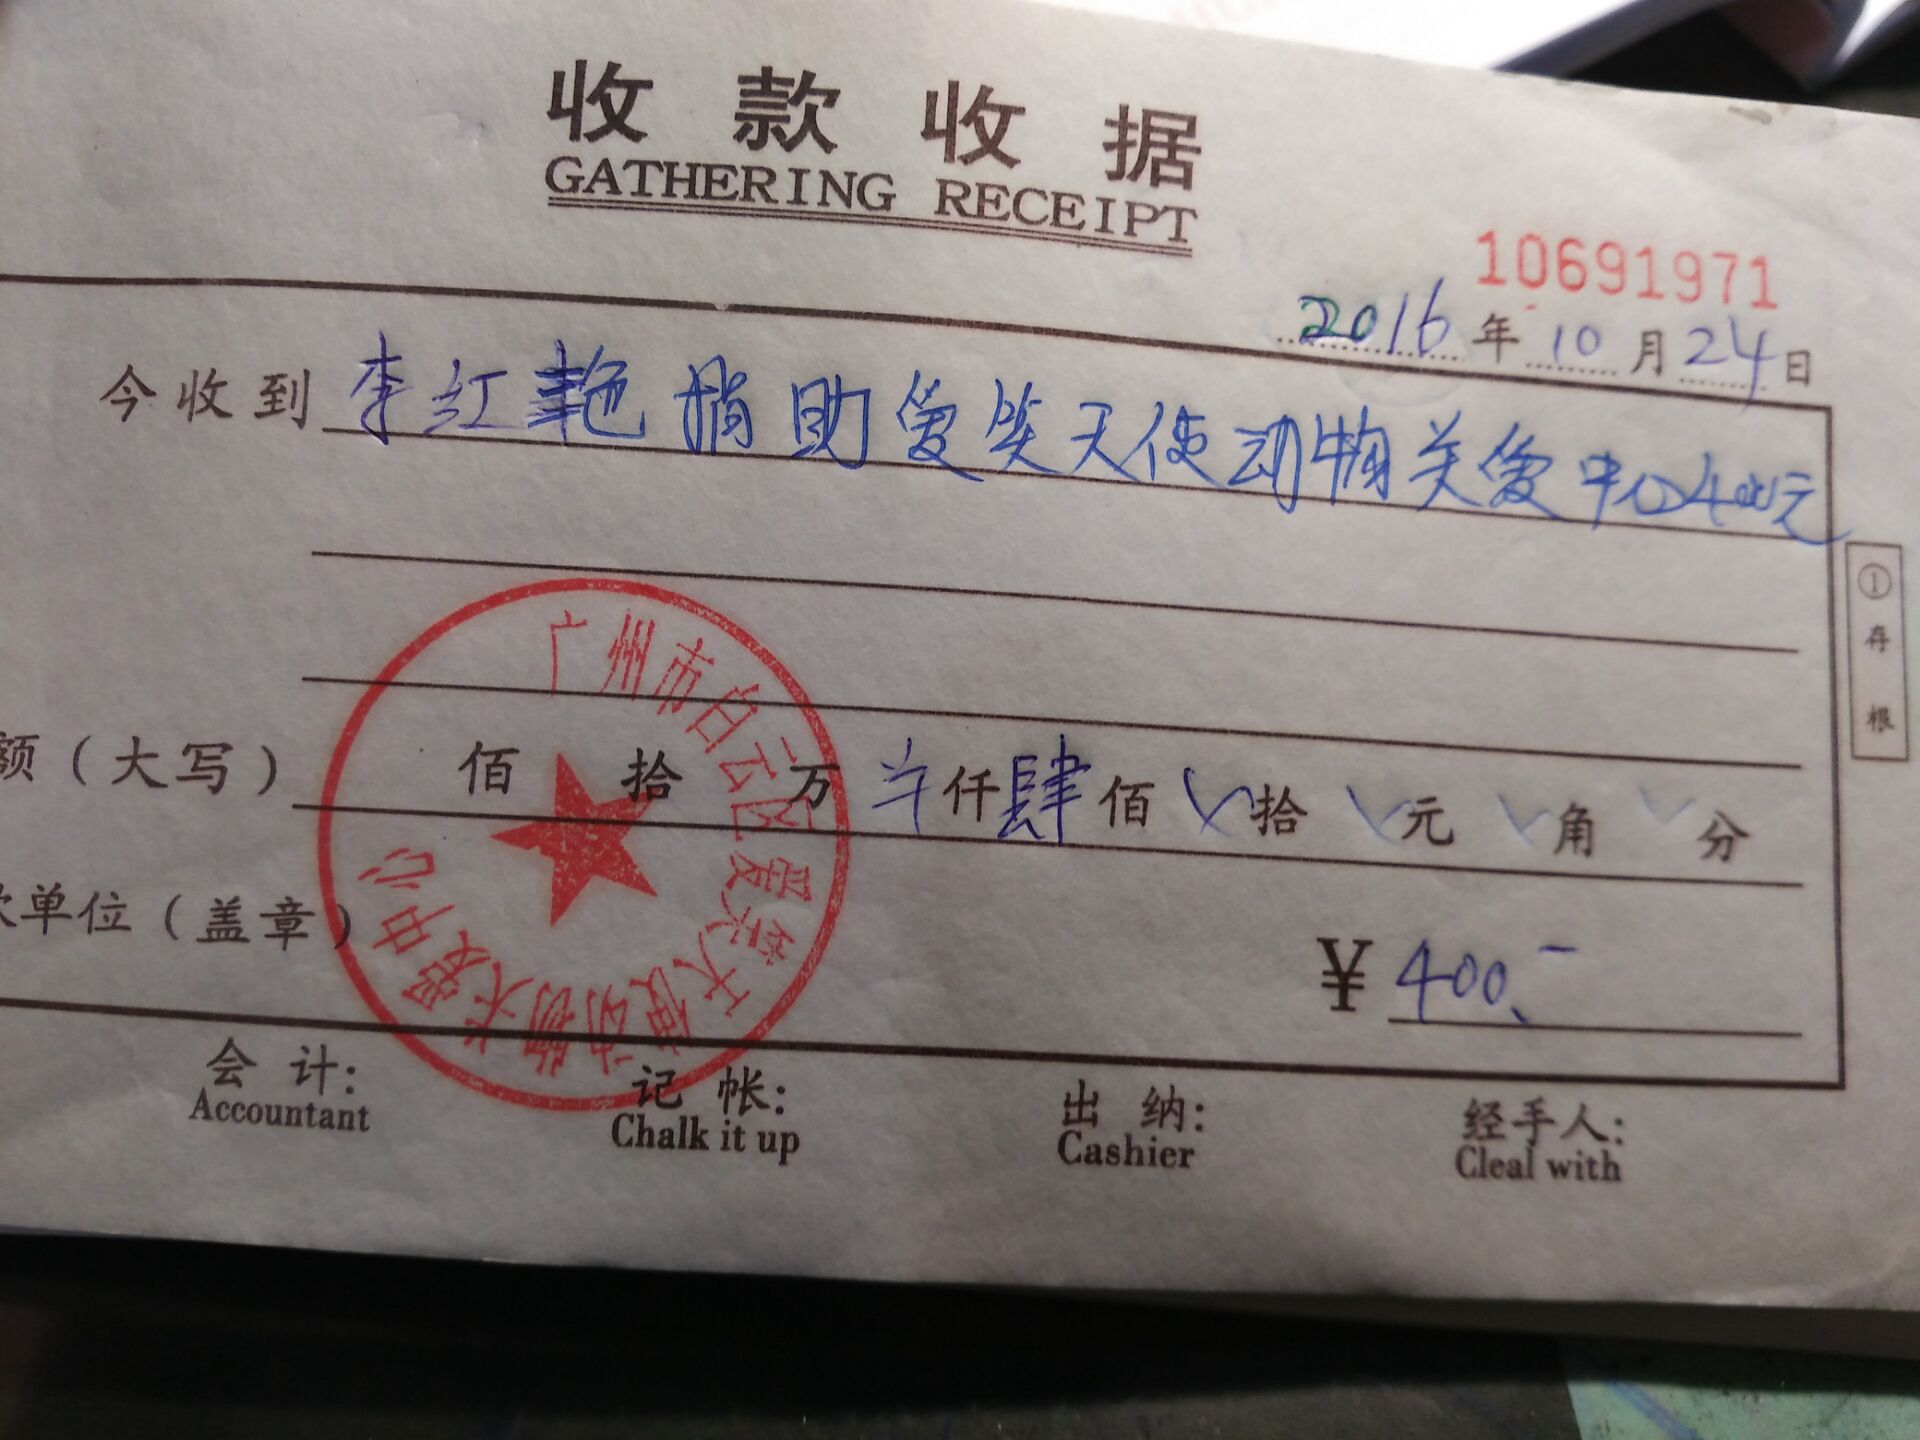 收款收据
GATHERING RECEIPT
10691971
2016年10月24日
今收到 李红艳捐助爱笑天使动物关爱中心400元
额（大写） 佰 拾 万 仟肆佰 拾 元 角 分
单位（盖章）
¥400.-
广州市白云区爱笑天使动物关爱中心
①存根
会计: 记帐: 出纳: 经手人:
Accountant Chalk it up Cashier Cleal with